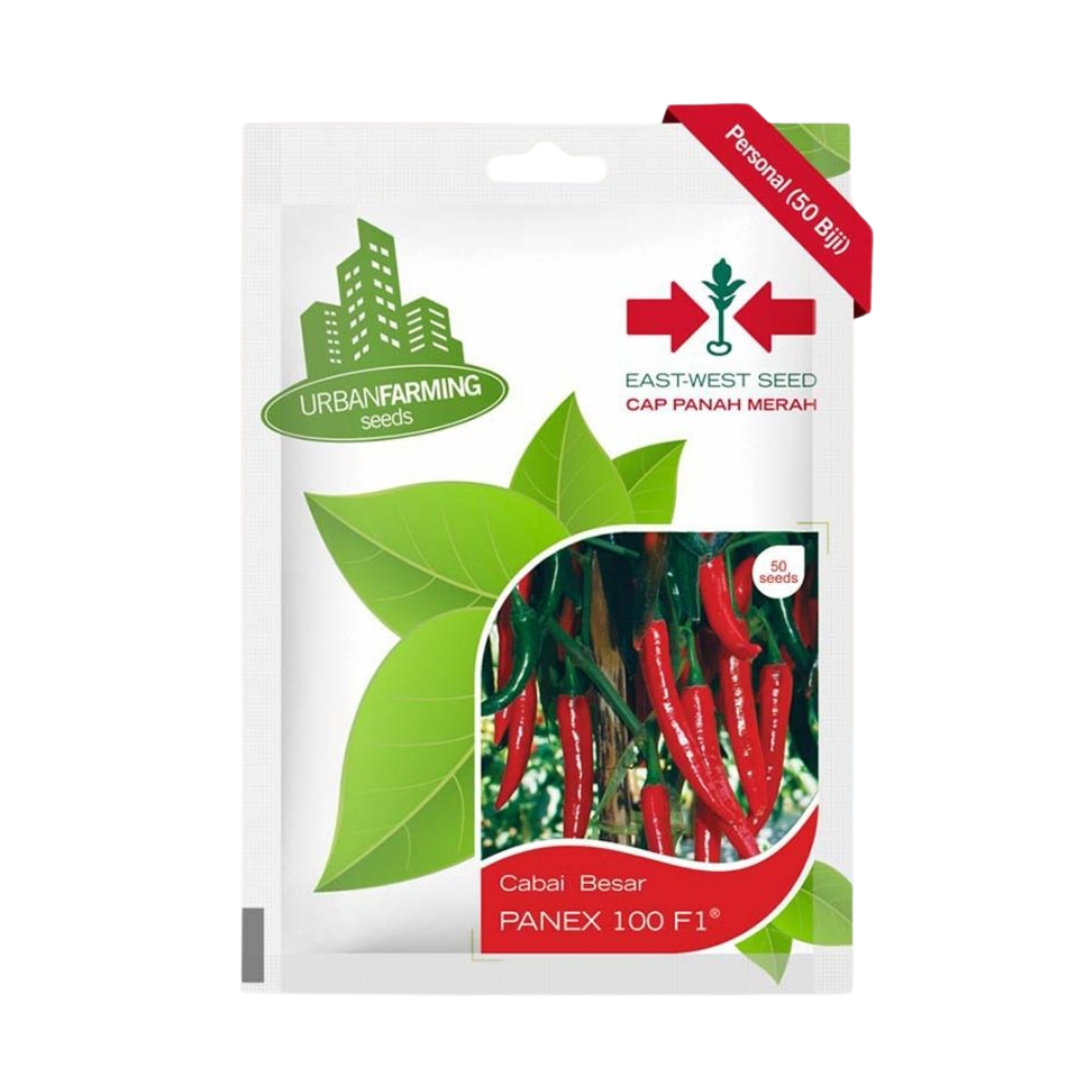 Personal (50 Biji)
URBANFARMING
seeds
EAST-WEST SEED
CAP PANAH MERAH
50
seeds
Cabai Besar
PANEX 100 F1®